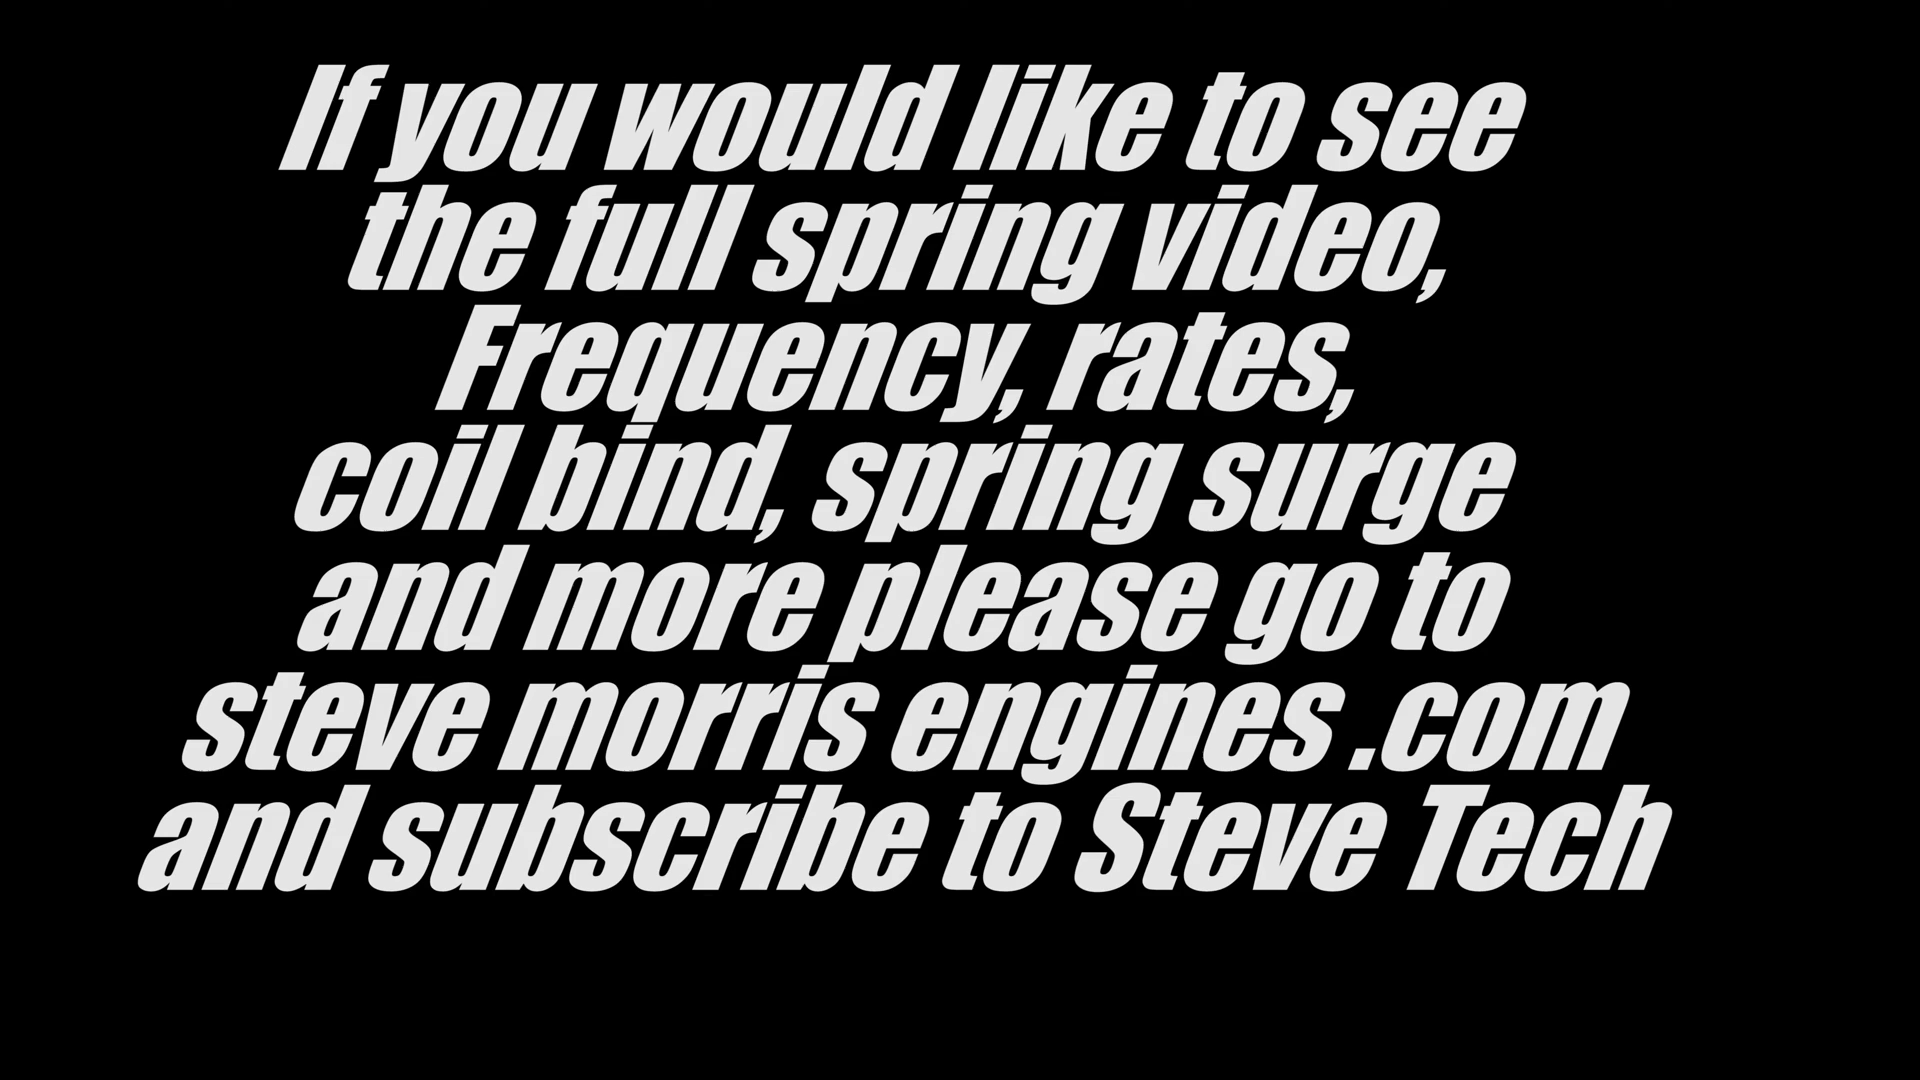 If you would like to see
the full spring video,
Frequency, rates,
coil bind, spring surge
and more please go to
steve morris engines .com
and subscribe to Steve Tech